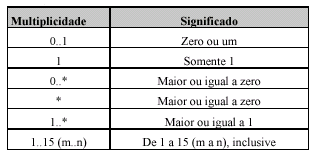 Multiplicidade Significado
0..1 Zero ou um
1 Somente 1
0..* Maior ou igual a zero
* Maior ou igual a zero
1..* Maior ou igual a 1
1..15 (m..n) De 1 a 15 (m a n), inclusive